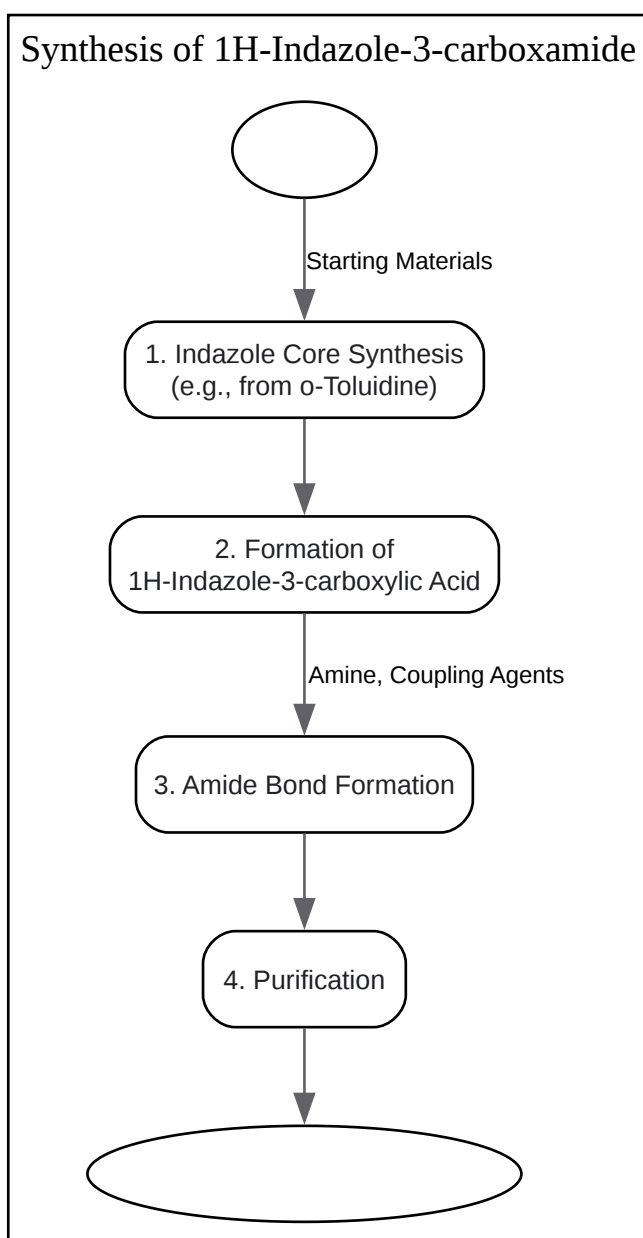 Synthesis of 1H-Indazole-3-carboxamide
Starting Materials
1. Indazole Core Synthesis
(e.g., from o-Toluidine)
2. Formation of
1H-Indazole-3-carboxylic Acid
Amine, Coupling Agents
3. Amide Bond Formation
4. Purification